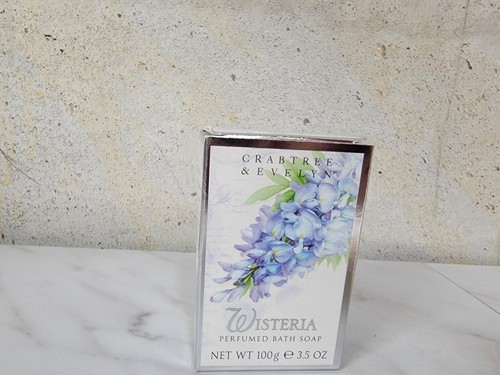 CRABTREE
& EVELYN
WISTERIA
PERFUMED BATH SOAP
NET WT 100g ℮ 3.5 OZ